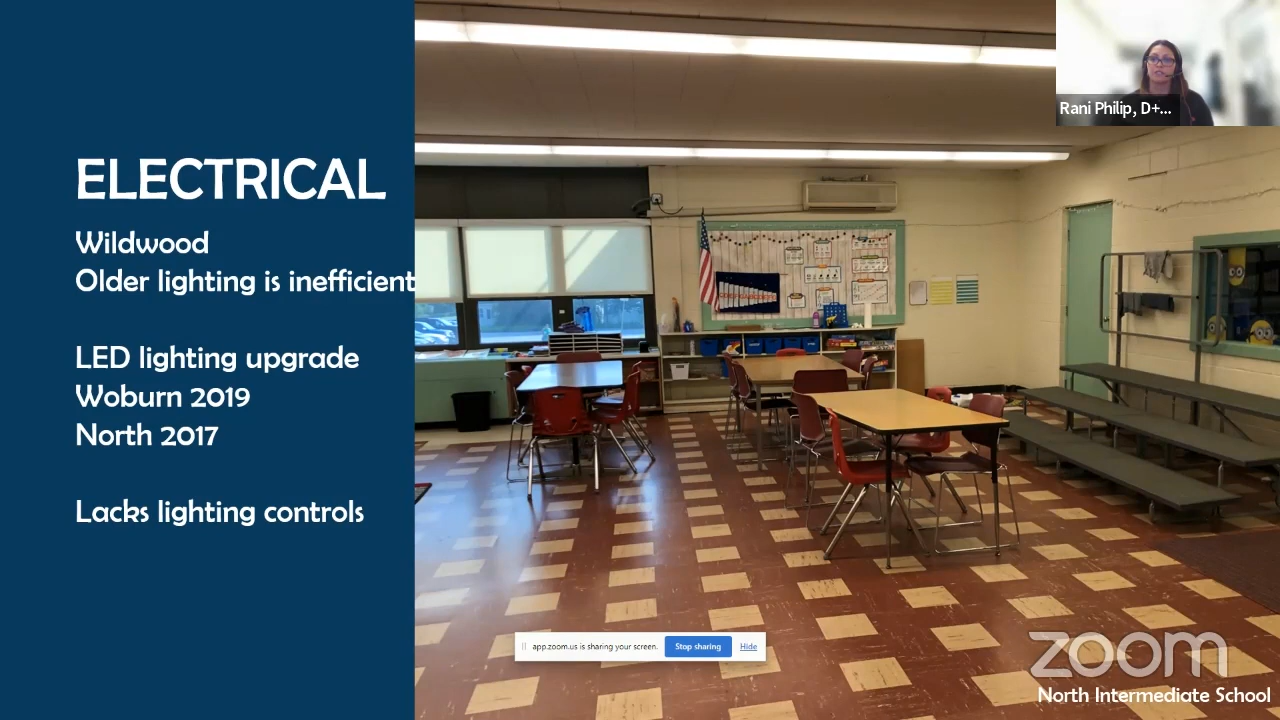 Rani Philip, D+...
ELECTRICAL
Wildwood
Older lighting is inefficient
LED lighting upgrade
Woburn 2019
North 2017
Lacks lighting controls
app.zoom.us is sharing your screen.
Stop sharing
Hide
zoom
North Intermediate School